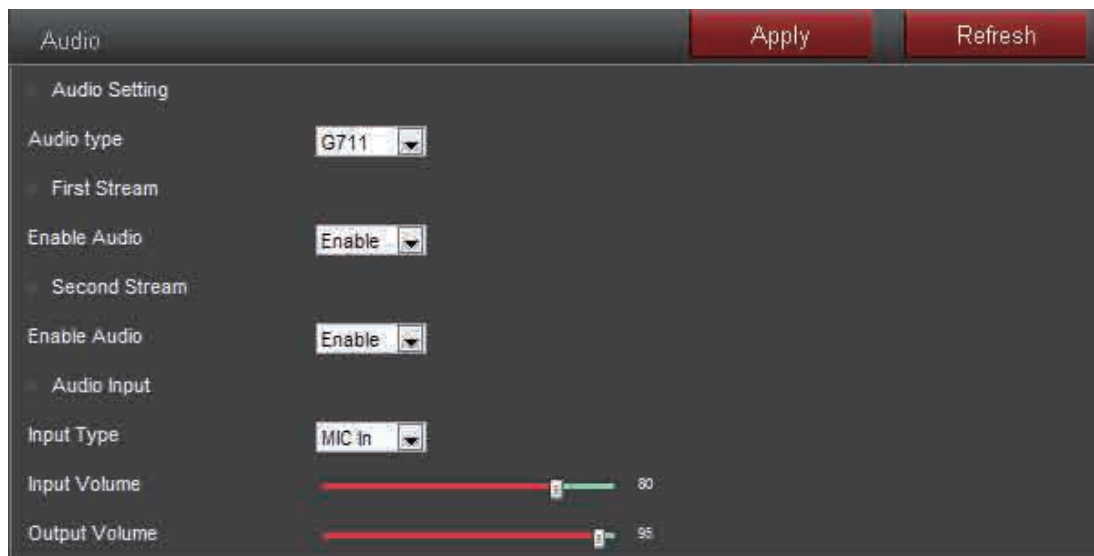 Audio Apply Refresh
Audio Setting
Audio type G711
First Stream
Enable Audio Enable
Second Stream
Enable Audio Enable
Audio Input
Input Type MIC In
Input Volume 80
Output Volume 95